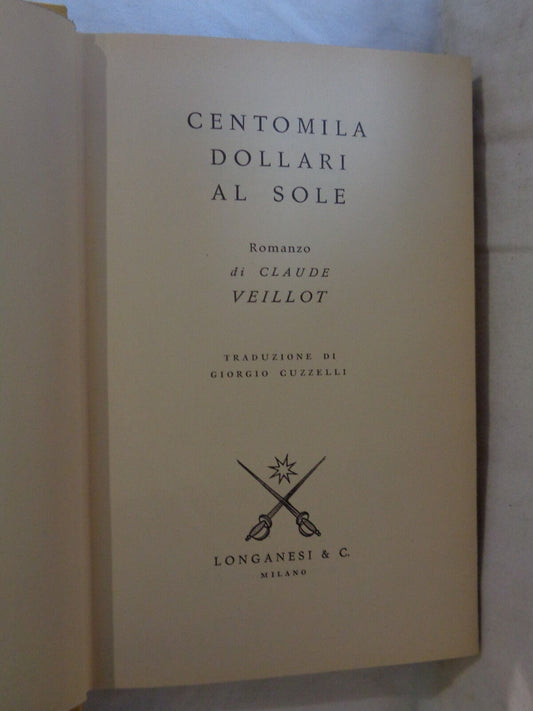 CENTOMILA
DOLLARI
AL SOLE
Romanzo
di CLAUDE
VEILLOT
TRADUZIONE DI
GIORGIO CUZZELLI
LONGANESI & C.
MILANO